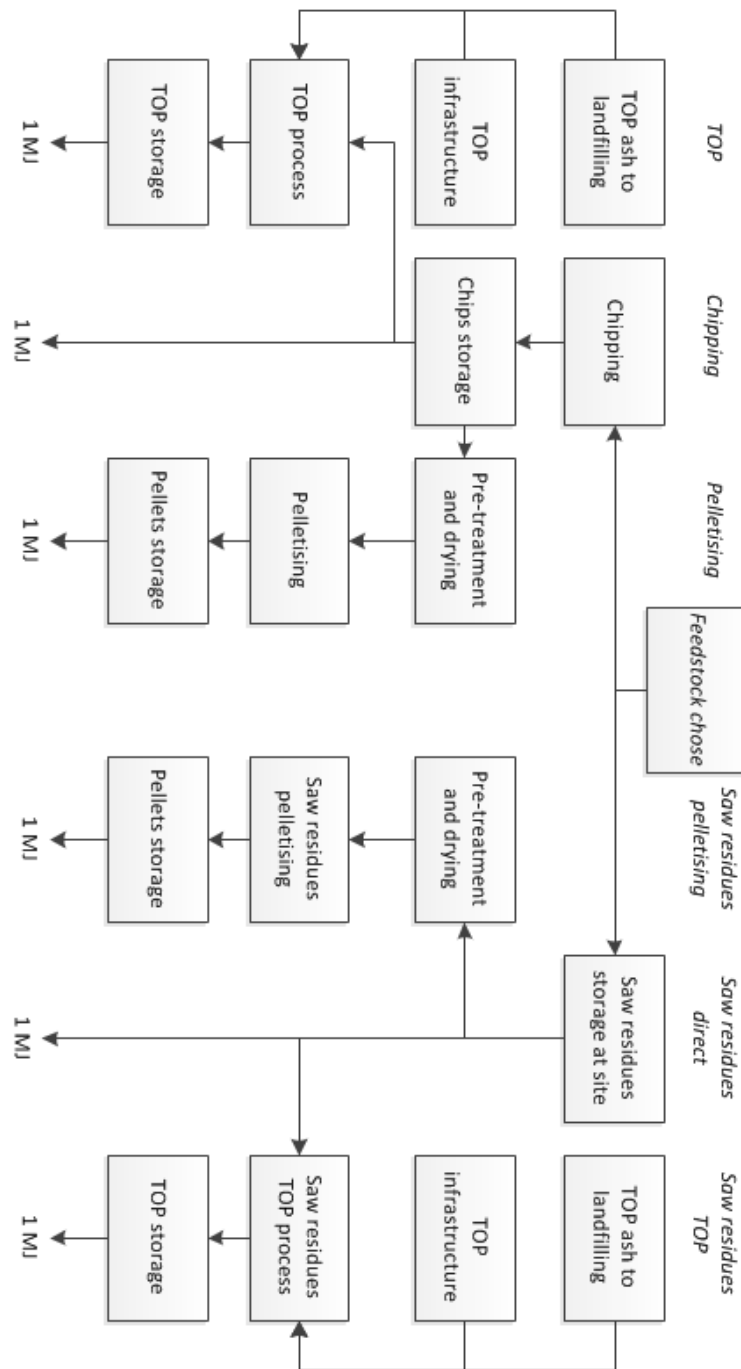 Feedstock chose
TOP
Chipping
Pelletising
Saw residues
pelletising
Saw residues
direct
Saw residues
TOP
TOP ash to
landfilling
Chipping
Saw residues
storage at site
TOP ash to
landfilling
TOP
infrastructure
Chips storage
Pre-treatment
and drying
Pre-treatment
and drying
TOP
infrastructure
TOP process
Pelletising
Saw residues
pelletising
Saw residues
TOP process
TOP storage
Pellets storage
Pellets storage
TOP storage
1 MJ
1 MJ
1 MJ
1 MJ
1 MJ
1 MJ